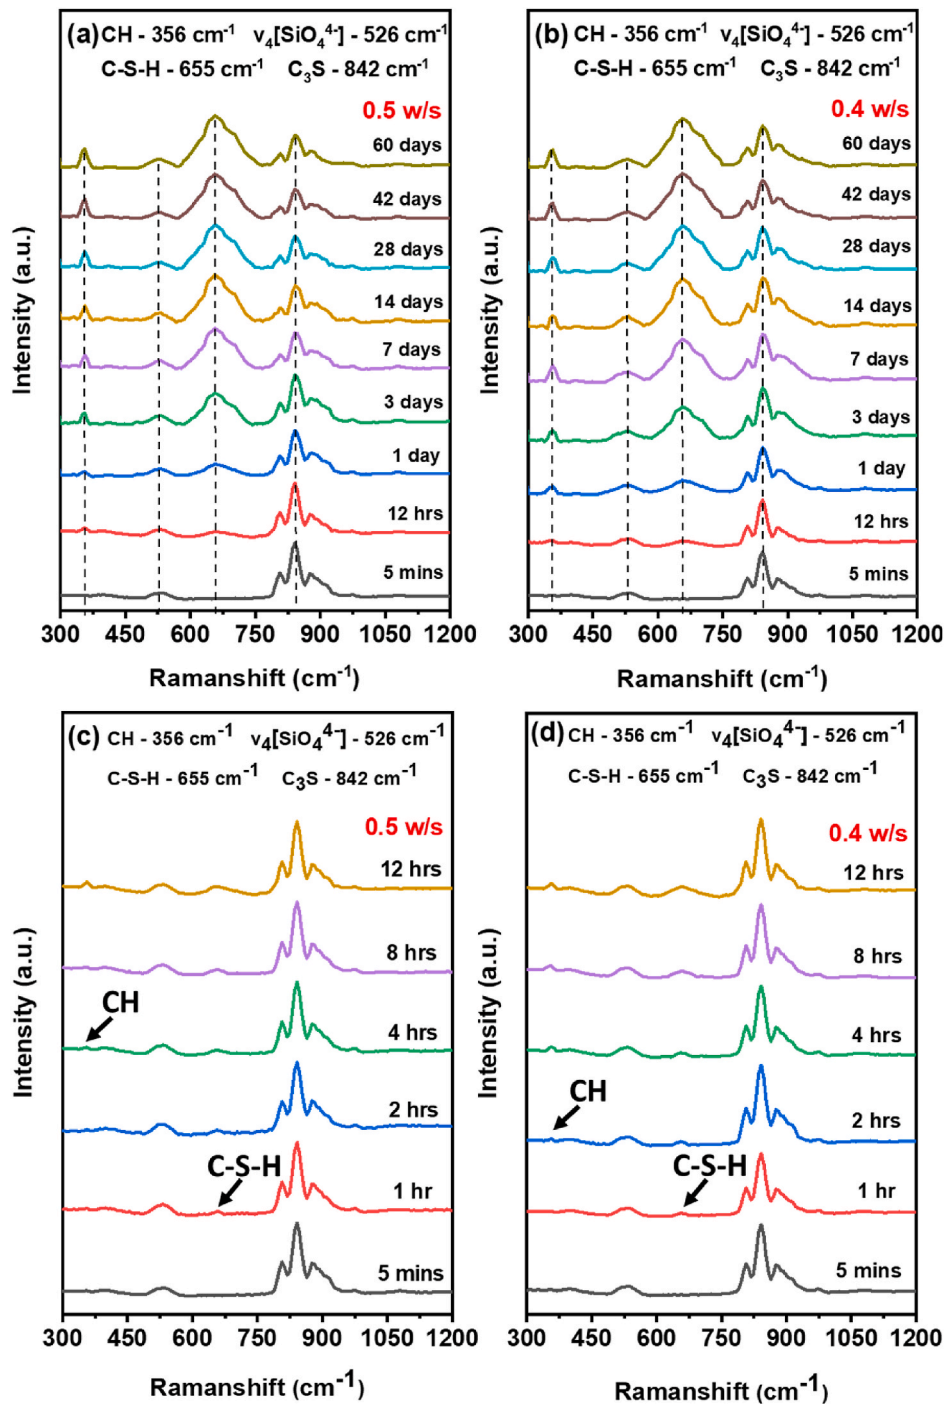 (a) CH - 356 cm⁻¹ v₄[SiO₄⁴⁻] - 526 cm⁻¹
C-S-H - 655 cm⁻¹ C₃S - 842 cm⁻¹
0.5 w/s
60 days
42 days
28 days
14 days
7 days
3 days
1 day
12 hrs
5 mins
Intensity (a.u.)
300 450 600 750 900 1050 1200
Ramanshift (cm⁻¹)
(b) CH - 356 cm⁻¹ v₄[SiO₄⁴⁻] - 526 cm⁻¹
C-S-H - 655 cm⁻¹ C₃S - 842 cm⁻¹
0.4 w/s
60 days
42 days
28 days
14 days
7 days
3 days
1 day
12 hrs
5 mins
Intensity (a.u.)
300 450 600 750 900 1050 1200
Ramanshift (cm⁻¹)
(c) CH - 356 cm⁻¹ v₄[SiO₄⁴⁻] - 526 cm⁻¹
C-S-H - 655 cm⁻¹ C₃S - 842 cm⁻¹
0.5 w/s
12 hrs
8 hrs
CH
4 hrs
2 hrs
C-S-H
1 hr
5 mins
Intensity (a.u.)
300 450 600 750 900 1050 1200
Ramanshift (cm⁻¹)
(d) CH - 356 cm⁻¹ v₄[SiO₄⁴⁻] - 526 cm⁻¹
C-S-H - 655 cm⁻¹ C₃S - 842 cm⁻¹
0.4 w/s
12 hrs
8 hrs
4 hrs
CH
2 hrs
C-S-H
1 hr
5 mins
Intensity (a.u.)
300 450 600 750 900 1050 1200
Ramanshift (cm⁻¹)